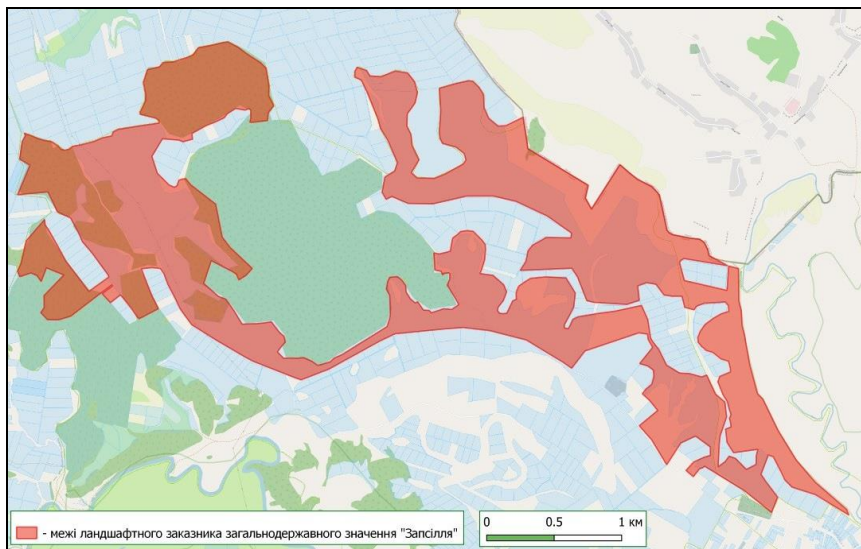 - межі ландшафтного заказника загальнодержавного значення "Запсілля"
0 0.5 1 км